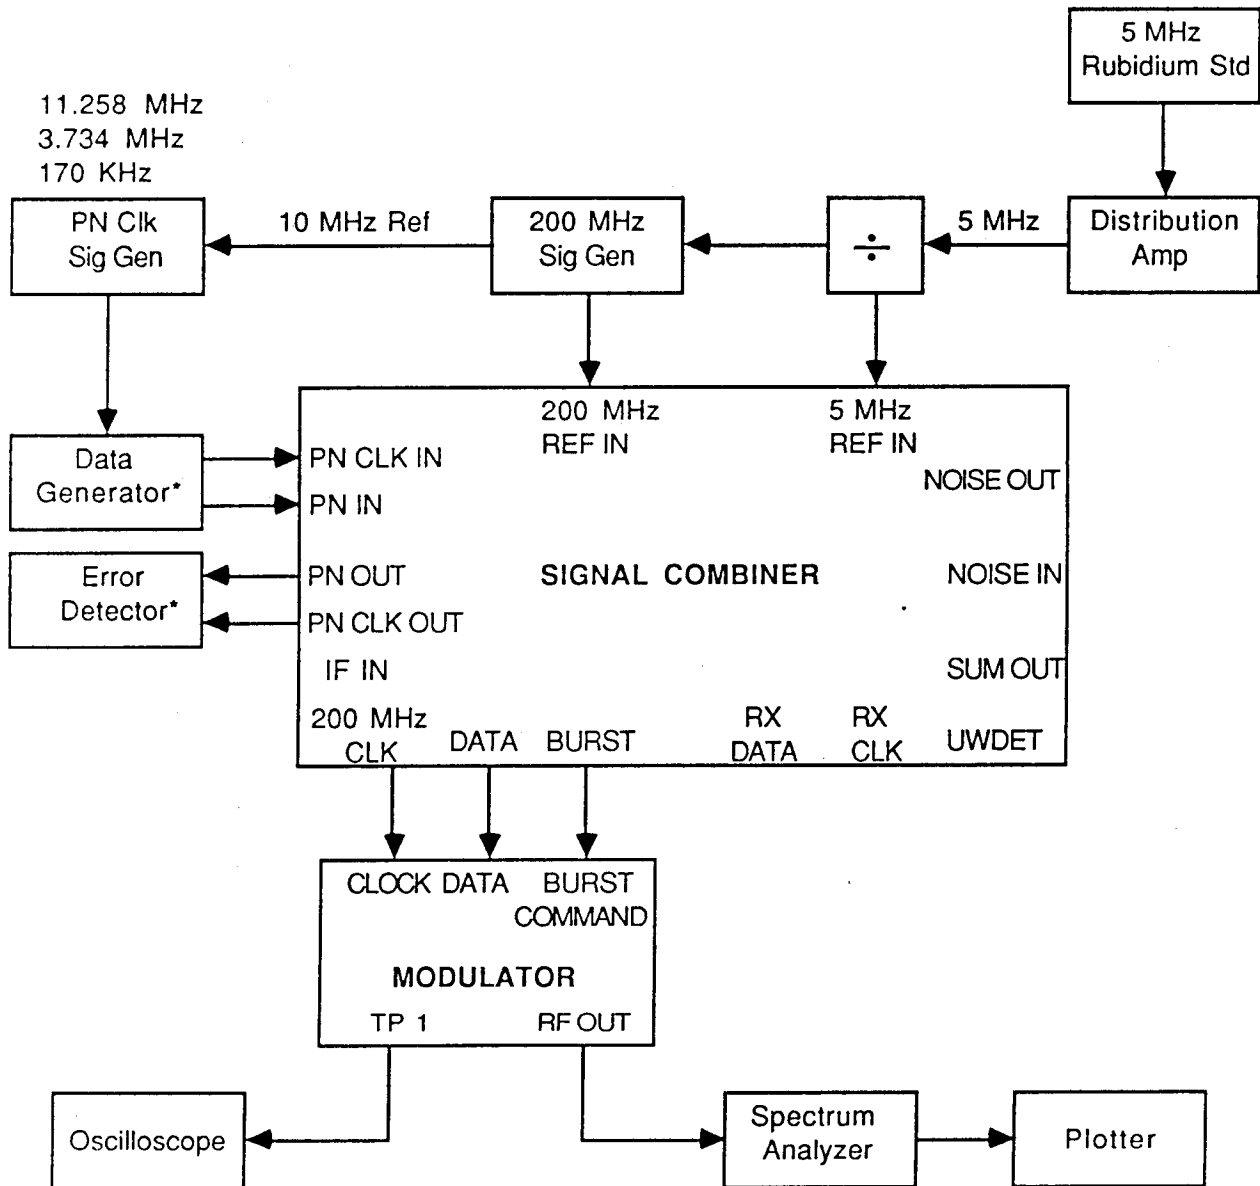 5 MHz
Rubidium Std
11.258 MHz
3.734 MHz
170 KHz
PN Clk
Sig Gen
10 MHz Ref
200 MHz
Sig Gen
÷
5 MHz
Distribution
Amp
200 MHz
REF IN
5 MHz
REF IN
Data
Generator*
PN CLK IN
PN IN
NOISE OUT
Error
Detector*
PN OUT
PN CLK OUT
SIGNAL COMBINER
NOISE IN
IF IN
SUM OUT
200 MHz
CLK
DATA
BURST
RX
DATA
RX
CLK
UWDET
CLOCK
DATA
BURST
COMMAND
MODULATOR
TP 1
RF OUT
Oscilloscope
Spectrum
Analyzer
Plotter